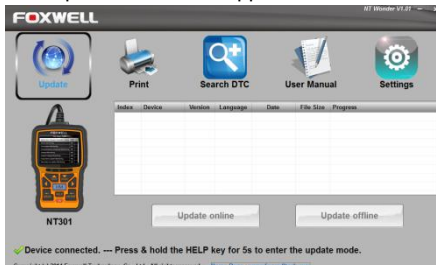 NT Wonder V1.01
FOXWELL
Update Print Search DTC User Manual Settings
Index Device Version Language Date File Size Progress
NT301
Update online Update offline
Device connected. --- Press & hold the HELP key for 5s to enter the update mode.